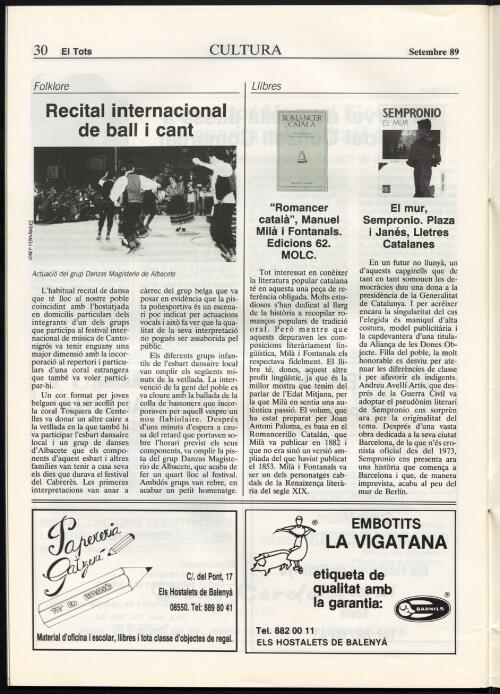 30 El Tots
CULTURA
Setembre 89
Folklore
Recital internacional
de ball i cant
JOSEP FERNÀNDEZ
Actuació del grup Danzas Magisterio de Albacete
L'habitual recital de dansa
que té lloc al nostre poble
coincidint amb l'hostatjada
en domicilis particulars dels
integrants d'un dels grups
que participa al festival inter-
nacional de música de Canto-
nigrós va tenir enguany una
major dimensió amb la incor-
poració al repertori i particu-
lars d'una coral estrangera
que també va voler partici-
par-hi.
Un cor format per joves
belgues que va ser acollit per
la coral Tosquera de Cente-
lles va donar un altre caire a
la vetllada en la que també hi
va participar l'esbart dansaire
local i un grup de danses
d'Albacete que els compo-
nents d'aquest esbart i altres
famílies van tenir a casa seva
els dies que durava el festival
del Cabrerès. Les primeres
interpretacions van anar a
càrrec del grup belga que va
posar en evidència que la pis-
ta poliesportiva és un escena-
ri poc indicat per actuacions
vocals i això fa ver que la qua-
litat de la seva interpretació
no pogués ser assaborida pel
públic.
Els diferents grups infan-
tils de l'esbart dansaire local
van omplir els següents mi-
nuts de la vetllada. La inter-
venció de la gent del poble es
va cloure amb la ballada de la
colla de bastoners que incor-
poraven per aquell vespre un
nou flabiolaire. Després
d'uns minuts d'espera a cau-
sa del retard que portaven so-
bre l'horari previst els seus
components, va omplir la pis-
ta el grup Danzas Magiste-
rio de Albacete, que acaba de
fer un quart lloc al festival.
Ambdós grups van rebre, en
acabar un petit homenatge.
Llibres
ROMANCER
CATALÀ
"Romancer
català", Manuel
Milà i Fontanals.
Edicions 62.
MOLC.
Tot interessat en conèixer
la literatura popular catalana
té en aquesta una peça de re-
ferència obligada. Molts estu-
diosos s'han dedicat al llarg
de la història a recopilar ro-
manços populars de tradició
oral. Però mentre que
aquests depuraven les com-
posicions literàriament lin-
güística, Milà i Fontanals els
respectava fidelment. El lli-
bre té, doncs, aquest altre
profit lingüístic, ja que és la
millor mostra que tenim del
parlar de l'Edat Mitjana, per
la que Milà en sentia una au-
tèntica passió. El volum, que
ha estat preparat per Joan
Antoni Paloma, es basa en el
Romancerillo Catalán, que
Milà va publicar en 1882 i
que no era sinó un versió am-
pliada del que haviat publicat
el 1853. Milà i Fontanals va
ser un dels personatges cab-
dals de la Renaixença literà-
ria del segle XIX.
SEMPRONIO
EL MUR
El mur,
Sempronio. Plaza
i Janés, Lletres
Catalanes
En un futur no llunyà, un
d'aquests capgirells que de
tant en tant somouen les de-
mocràcies duu una dona a la
presidència de la Generalitat
de Catalunya. I per acréixer
encara la singularitat del cas
l'elegida és maniquí d'alta
costura, model publicitària i
la capdavantera d'una titula-
da Aliança de les Dones Ob-
jecte. Filla del poble, la molt
honorable es desviu per ate-
nuar les diferències de classe
i per afavorir els indigents.
Andreu Avel·lí Artís, que des-
prés de la Guerra Civil va
adoptar el pseudònim literari
de Sempronio ens sorprèn
ara per la originalitat del
tema. Després d'una vasta
obra dedicada a la seva ciutat
Barcelona, de la que n'és cro-
nista oficial des del 1973,
Sempronio presenta ara
una història que comença a
Barcelona i que, de manera
imprevista, acaba al peu del
mur de Berlín.
Papereria
Gatzerí
C/. del Pont, 17
Els Hostalets de Balenyà
08550. Tel: 889 80 41
Material d'oficina i escolar, llibres i tota classe d'objectes de regal.
EMBOTITS
LA VIGATANA
etiqueta de
qualitat amb
la garantia:
BARNILS
Tel. 882 00 11
ELS HOSTALETS DE BALENYÀ